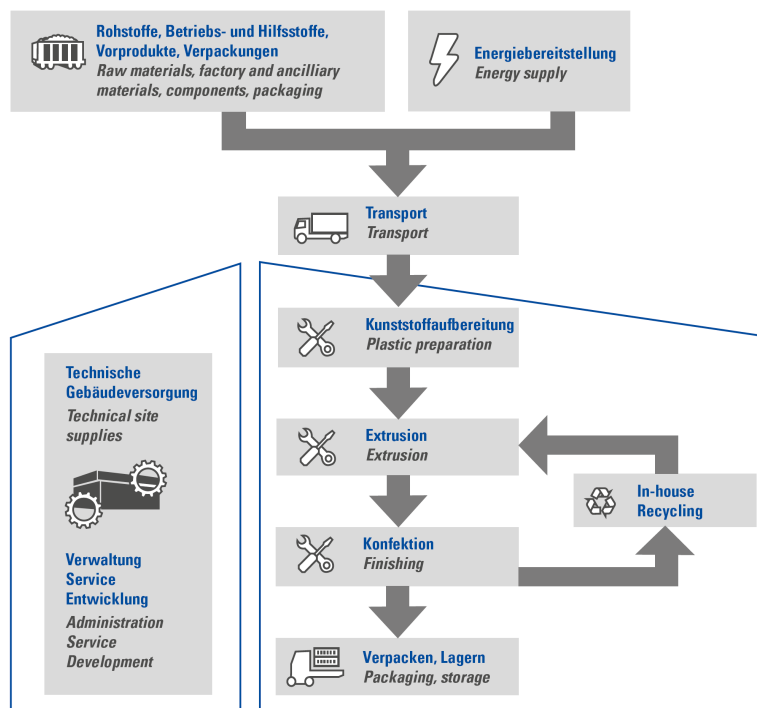 Rohstoffe, Betriebs- und Hilfsstoffe,
Vorprodukte, Verpackungen
Raw materials, factory and ancilliary
materials, components, packaging
Energiebereitstellung
Energy supply
Transport
Transport
Kunststoffaufbereitung
Plastic preparation
Technische
Gebäudeversorgung
Technical site
supplies
Verwaltung
Service
Entwicklung
Administration
Service
Development
Extrusion
Extrusion
In-house
Recycling
Konfektion
Finishing
Verpacken, Lagern
Packaging, storage